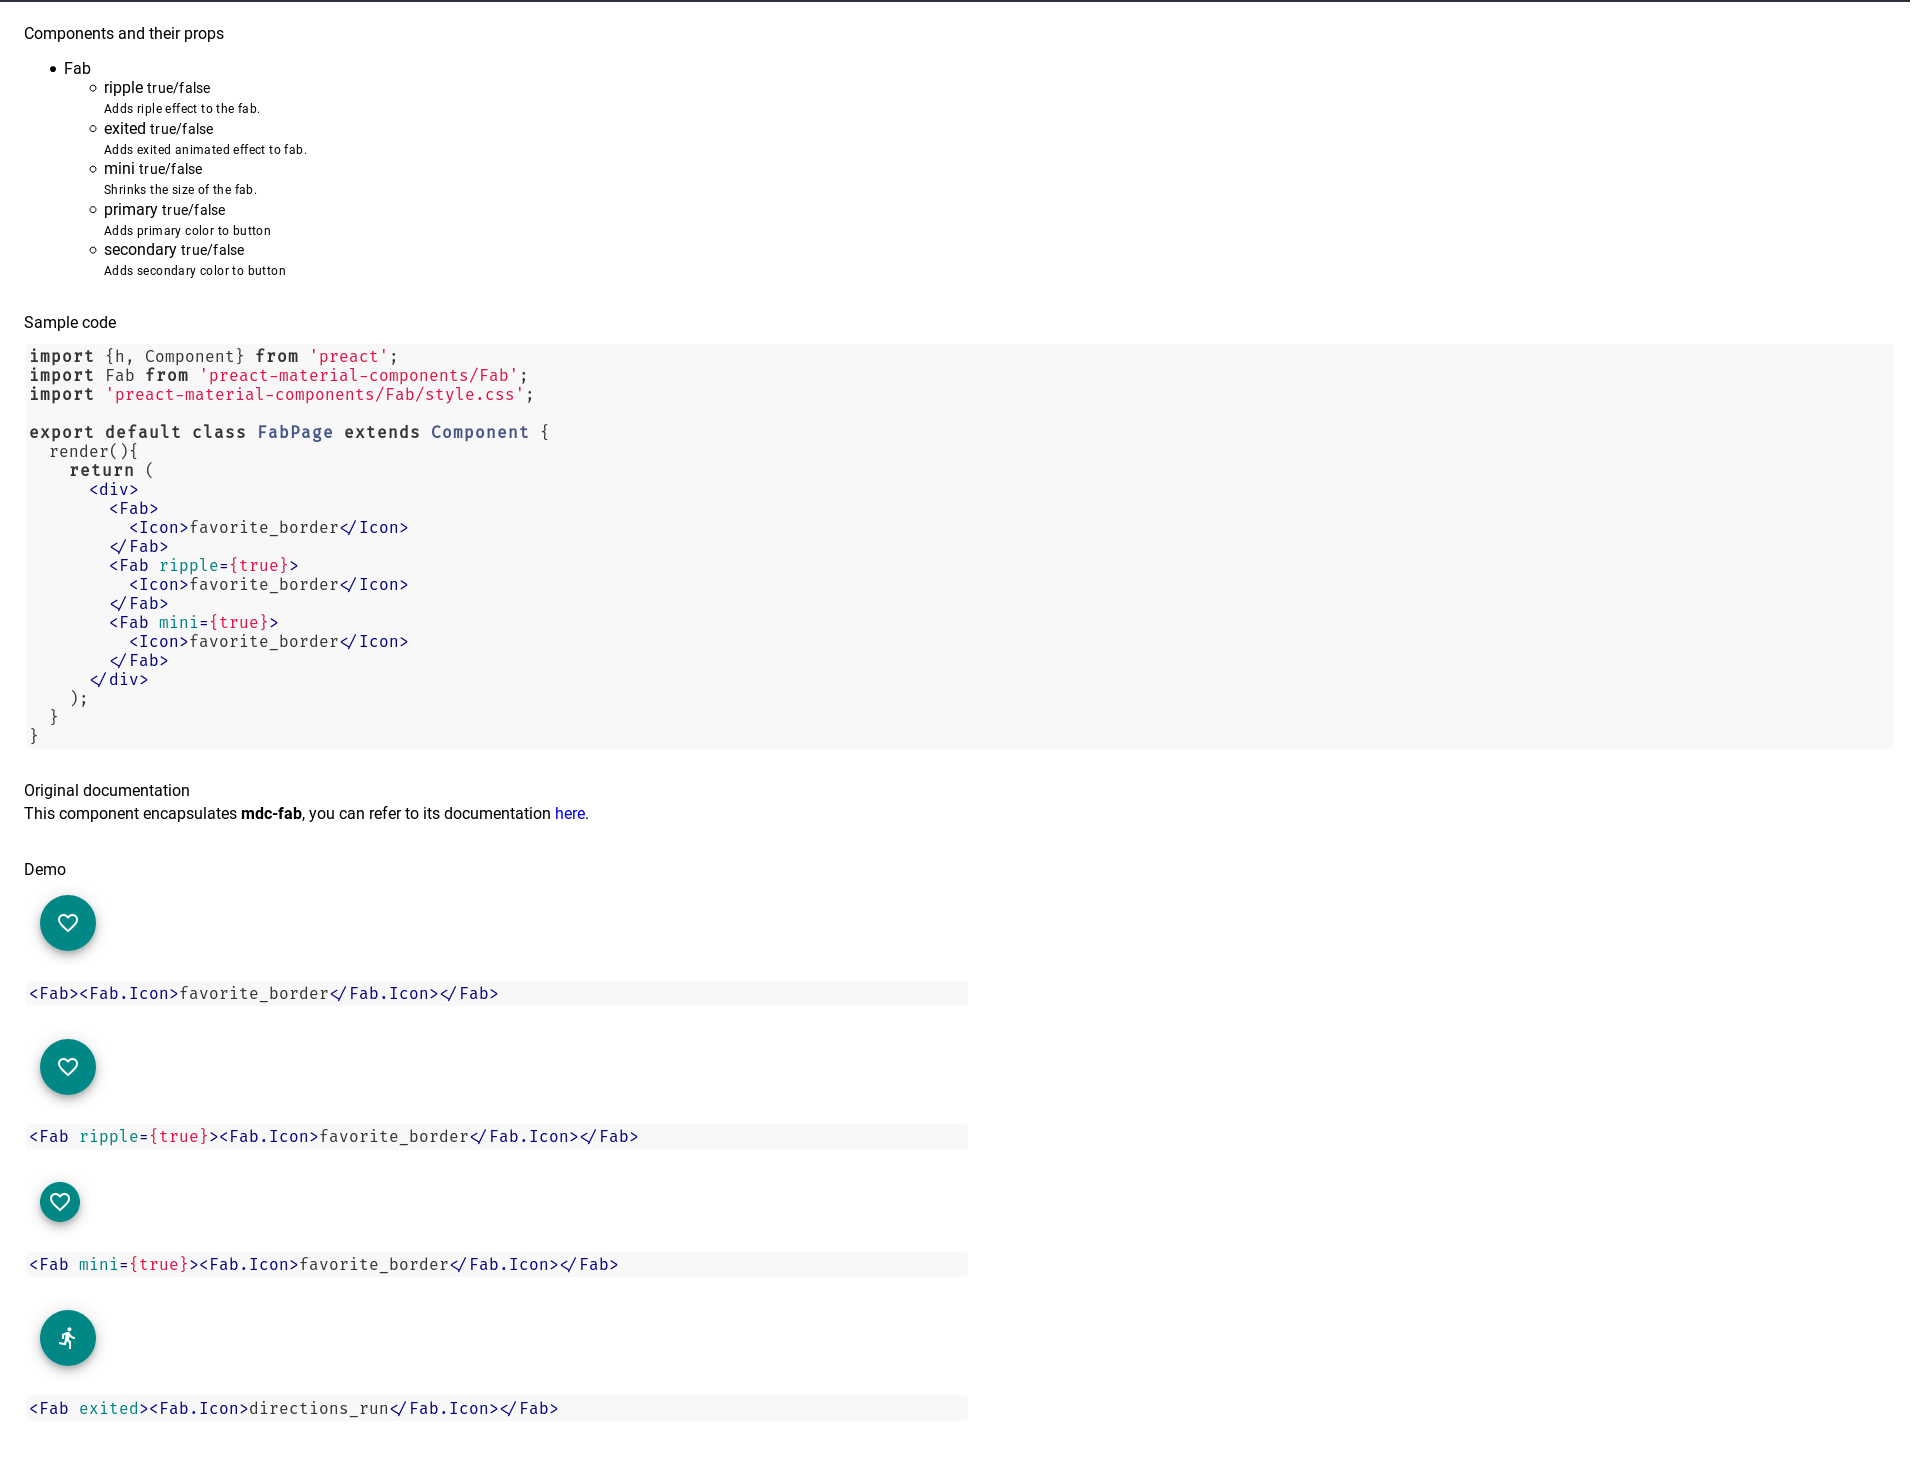 Components and their props
Fab
ripple true/false
Adds riple effect to the fab.
exited true/false
Adds exited animated effect to fab.
mini true/false
Shrinks the size of the fab.
primary true/false
Adds primary color to button
secondary true/false
Adds secondary color to button
Sample code
import {h, Component} from 'preact';
import Fab from 'preact-material-components/Fab';
import 'preact-material-components/Fab/style.css';
export default class FabPage extends Component {
  render(){
    return (
      <div>
        <Fab>
          <Icon>favorite_border</Icon>
        </Fab>
        <Fab ripple={true}>
          <Icon>favorite_border</Icon>
        </Fab>
        <Fab mini={true}>
          <Icon>favorite_border</Icon>
        </Fab>
      </div>
    );
  }
}
Original documentation
This component encapsulates mdc-fab, you can refer to its documentation here.
Demo
<Fab><Fab.Icon>favorite_border</Fab.Icon></Fab>
<Fab ripple={true}><Fab.Icon>favorite_border</Fab.Icon></Fab>
<Fab mini={true}><Fab.Icon>favorite_border</Fab.Icon></Fab>
<Fab exited><Fab.Icon>directions_run</Fab.Icon></Fab>